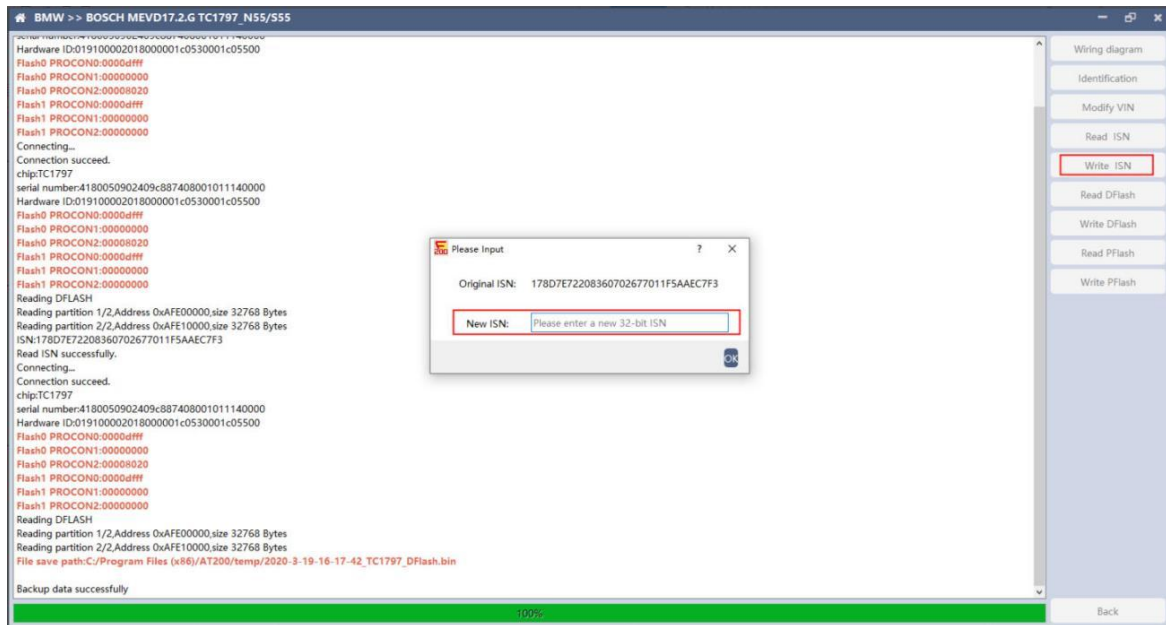 BMW >> BOSCH MEVD17.2.G TC1797_N55/S55
Hardware ID:019100002018000001c0530001c05500
Flash0 PROCON0:0000dfff
Flash0 PROCON1:00000000
Flash0 PROCON2:00008020
Flash1 PROCON0:0000dfff
Flash1 PROCON1:00000000
Flash1 PROCON2:00000000
Connecting...
Connection succeed.
chip:TC1797
serial number:4180050902409c887408001011140000
Hardware ID:019100002018000001c0530001c05500
Flash0 PROCON0:0000dfff
Flash0 PROCON1:00000000
Flash0 PROCON2:00008020
Flash1 PROCON0:0000dfff
Flash1 PROCON1:00000000
Flash1 PROCON2:00000000
Reading DFLASH
Reading partition 1/2,Address 0xAFE00000,size 32768 Bytes
Reading partition 2/2,Address 0xAFE10000,size 32768 Bytes
ISN:178D7E72208360702677011F5AAEC7F3
Read ISN successfully.
Connecting...
Connection succeed.
chip:TC1797
serial number:4180050902409c887408001011140000
Hardware ID:019100002018000001c0530001c05500
Flash0 PROCON0:0000dfff
Flash0 PROCON1:00000000
Flash0 PROCON2:00008020
Flash1 PROCON0:0000dfff
Flash1 PROCON1:00000000
Flash1 PROCON2:00000000
Reading DFLASH
Reading partition 1/2,Address 0xAFE00000,size 32768 Bytes
Reading partition 2/2,Address 0xAFE10000,size 32768 Bytes
File save path:C:/Program Files (x86)/AT200/temp/2020-3-19-16-17-42_TC1797_DFlash.bin
Backup data successfully
100%
Please Input
Original ISN: 178D7E72208360702677011F5AAEC7F3
New ISN: Please enter a new 32-bit ISN
OK
Wiring diagram
Identification
Modify VIN
Read ISN
Write ISN
Read DFlash
Write DFlash
Read PFlash
Write PFlash
Back